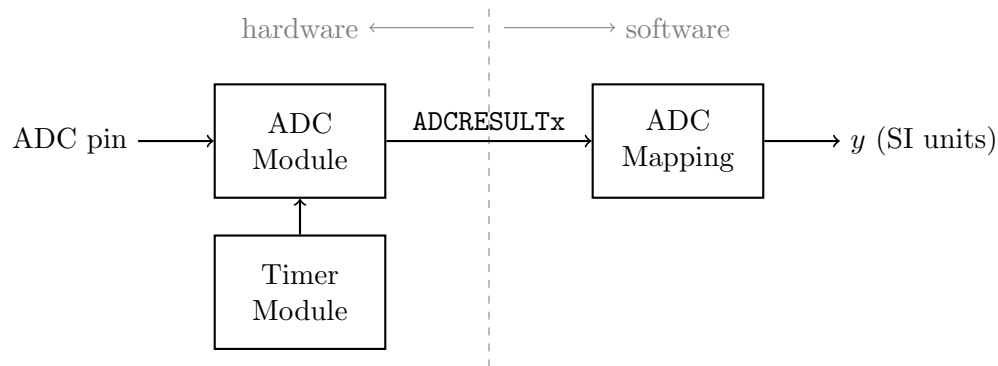 hardware
software
ADC pin
ADC
Module
ADCRESULTx
ADC
Mapping
y (SI units)
Timer
Module